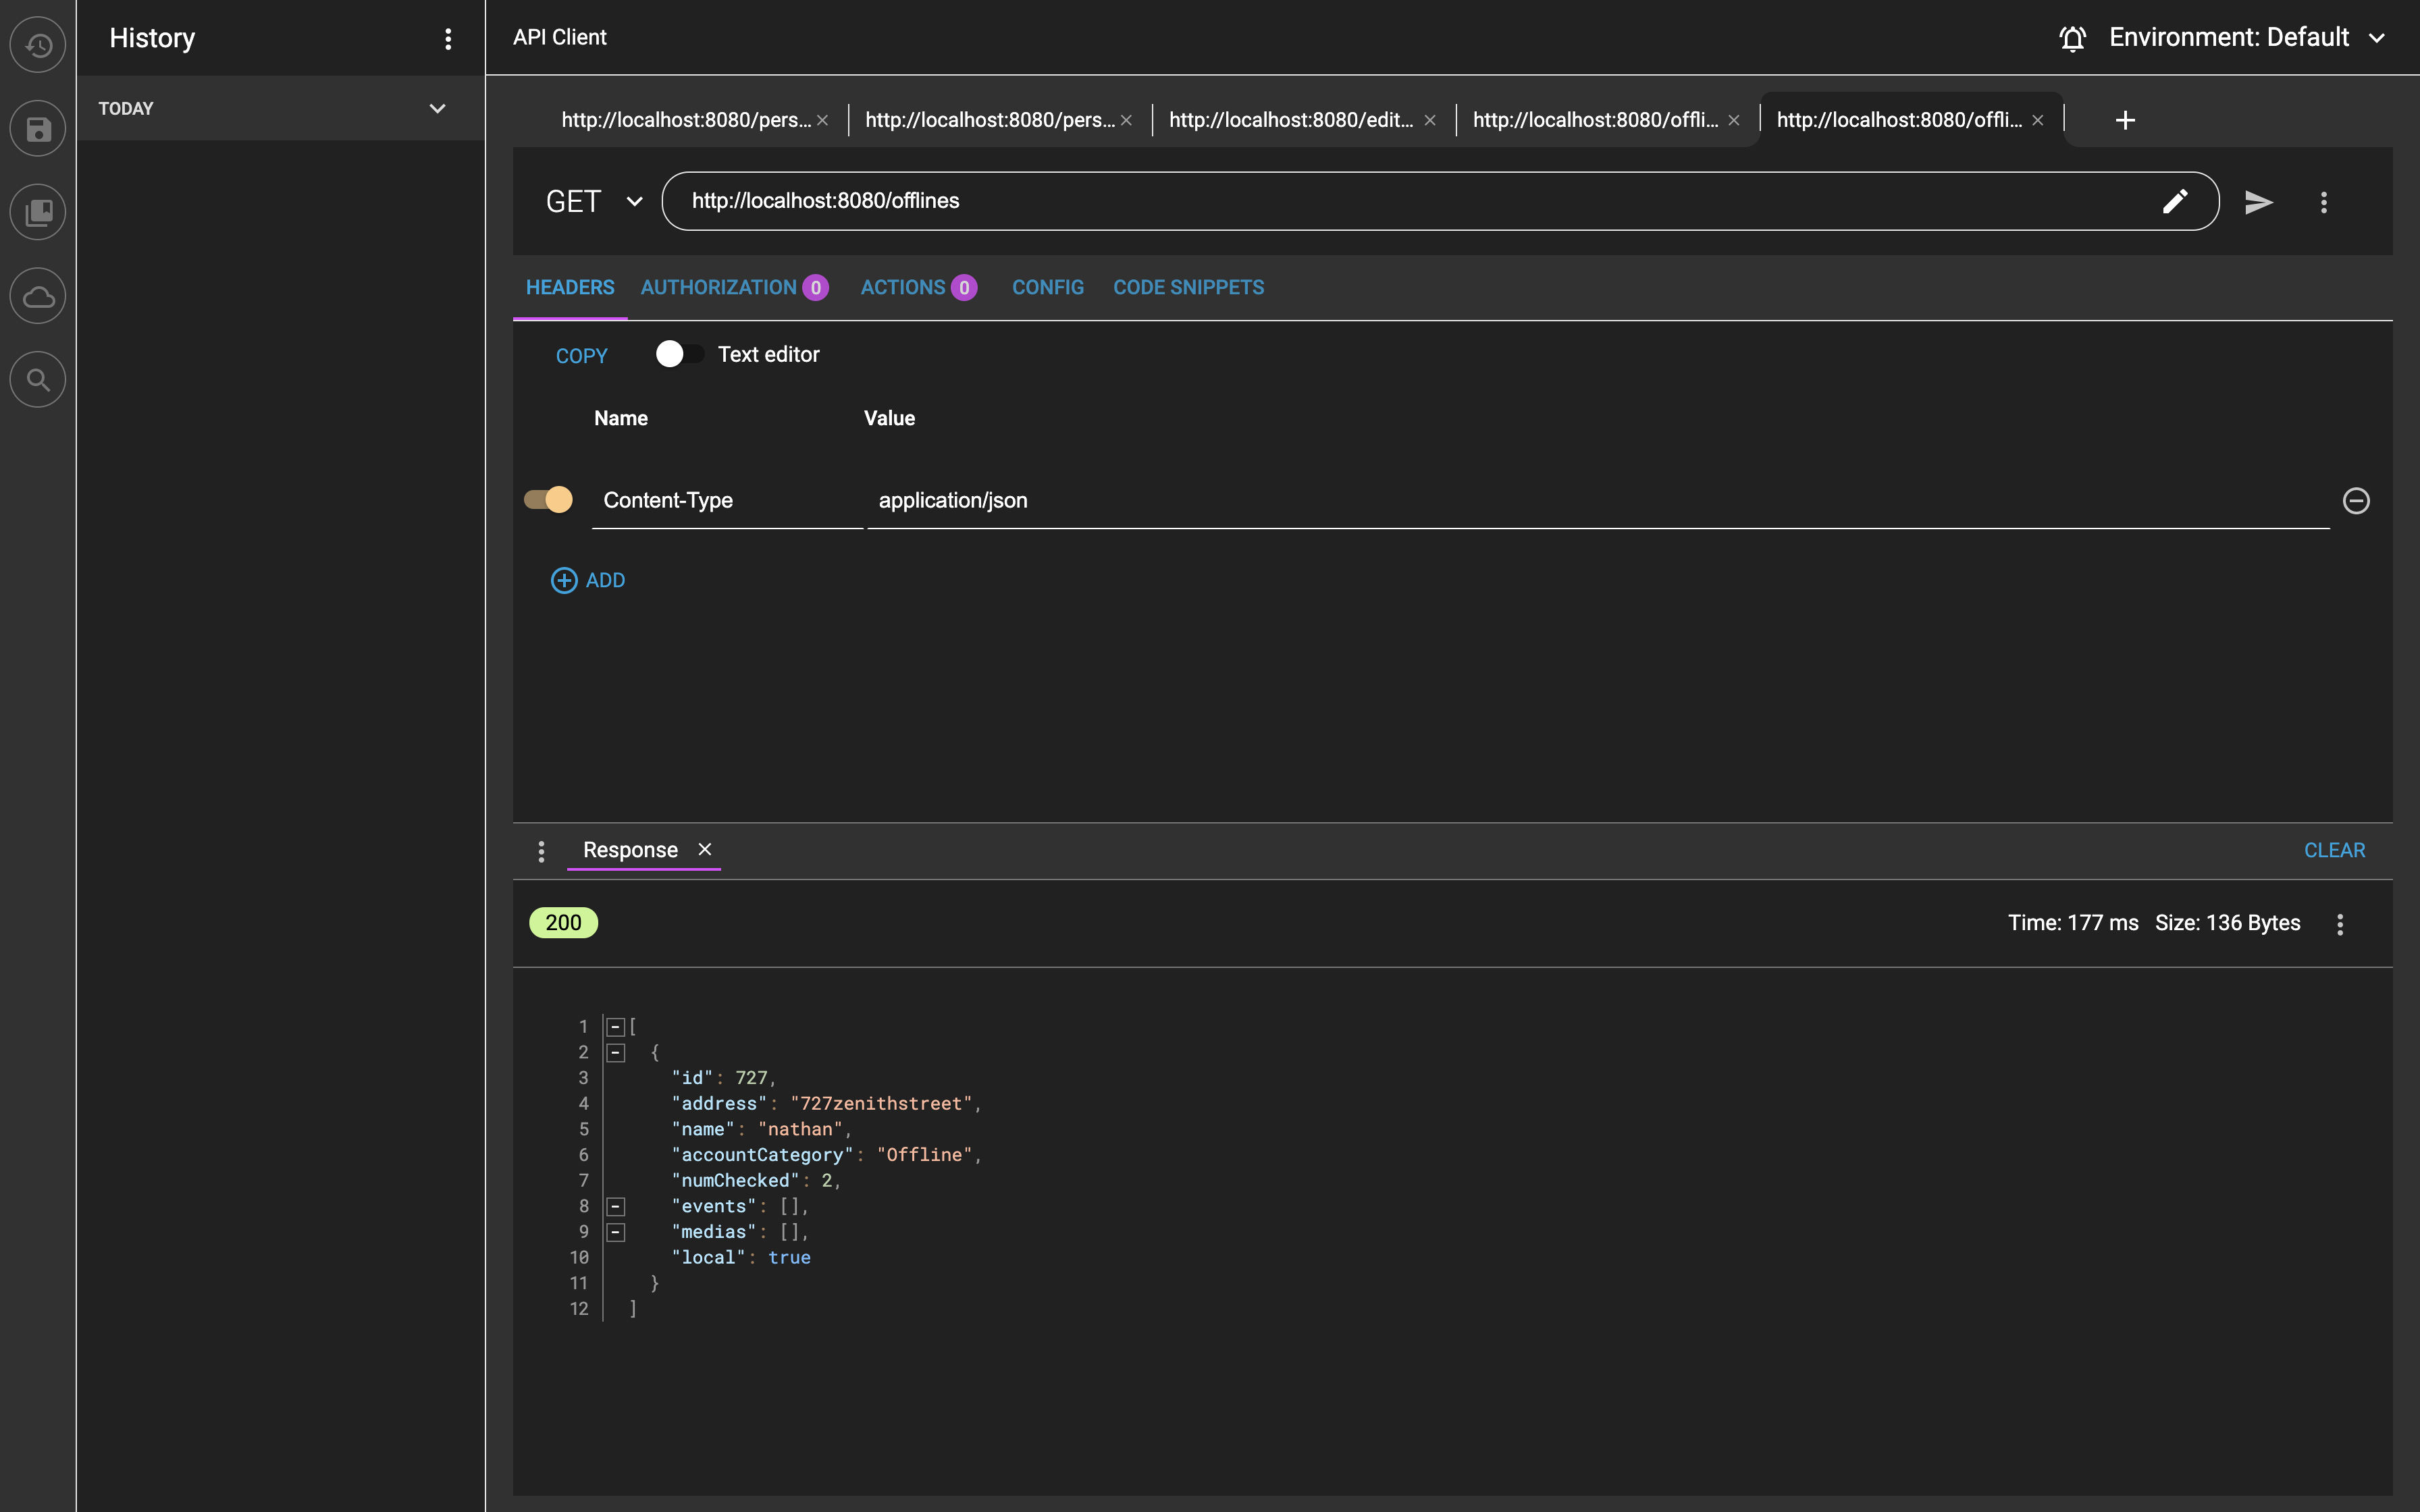 History
TODAY
API Client
Environment: Default
http://localhost:8080/pers...
http://localhost:8080/pers...
http://localhost:8080/edit...
http://localhost:8080/offli...
http://localhost:8080/offli...
GET
http://localhost:8080/offlines
HEADERS
AUTHORIZATION 0
ACTIONS 0
CONFIG
CODE SNIPPETS
COPY
Text editor
Name
Value
Content-Type
application/json
ADD
Response
CLEAR
200
Time: 177 ms
Size: 136 Bytes
1 [
2 {
3 "id": 727,
4 "address": "727zenithstreet",
5 "name": "nathan",
6 "accountCategory": "Offline",
7 "numChecked": 2,
8 "events": [],
9 "medias": [],
10 "local": true
11 }
12 ]